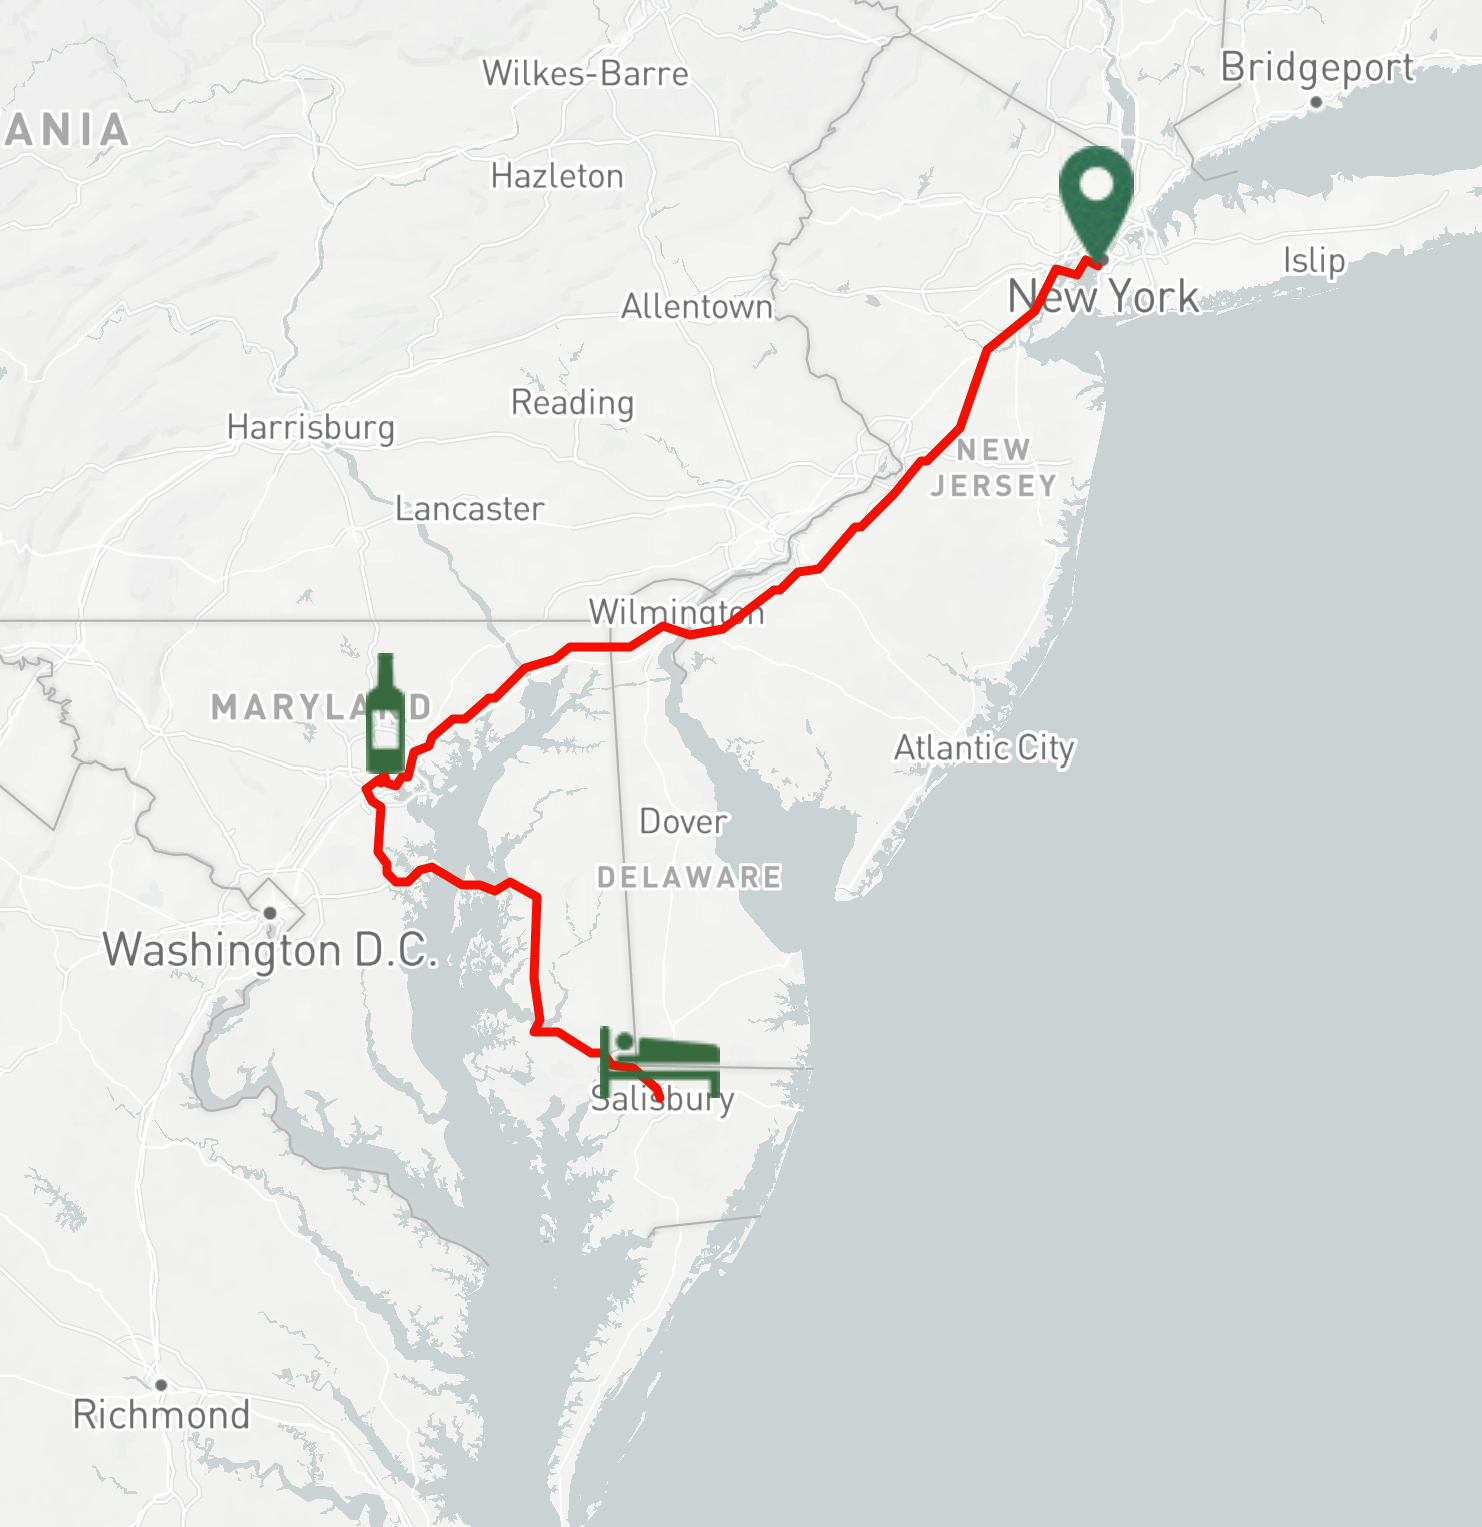 Bridgeport
Wilkes-Barre
ANIA
Hazleton
Islip
New York
Allentown
Reading
Harrisburg
NEW
JERSEY
Lancaster
Wilmington
MARYLAND
Atlantic City
Dover
DELAWARE
Washington D.C.
Salisbury
Richmond